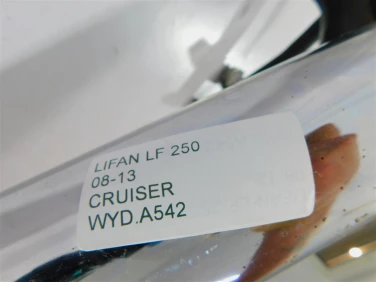 LIFAN LF 250
08-13
CRUISER
WYD.A542